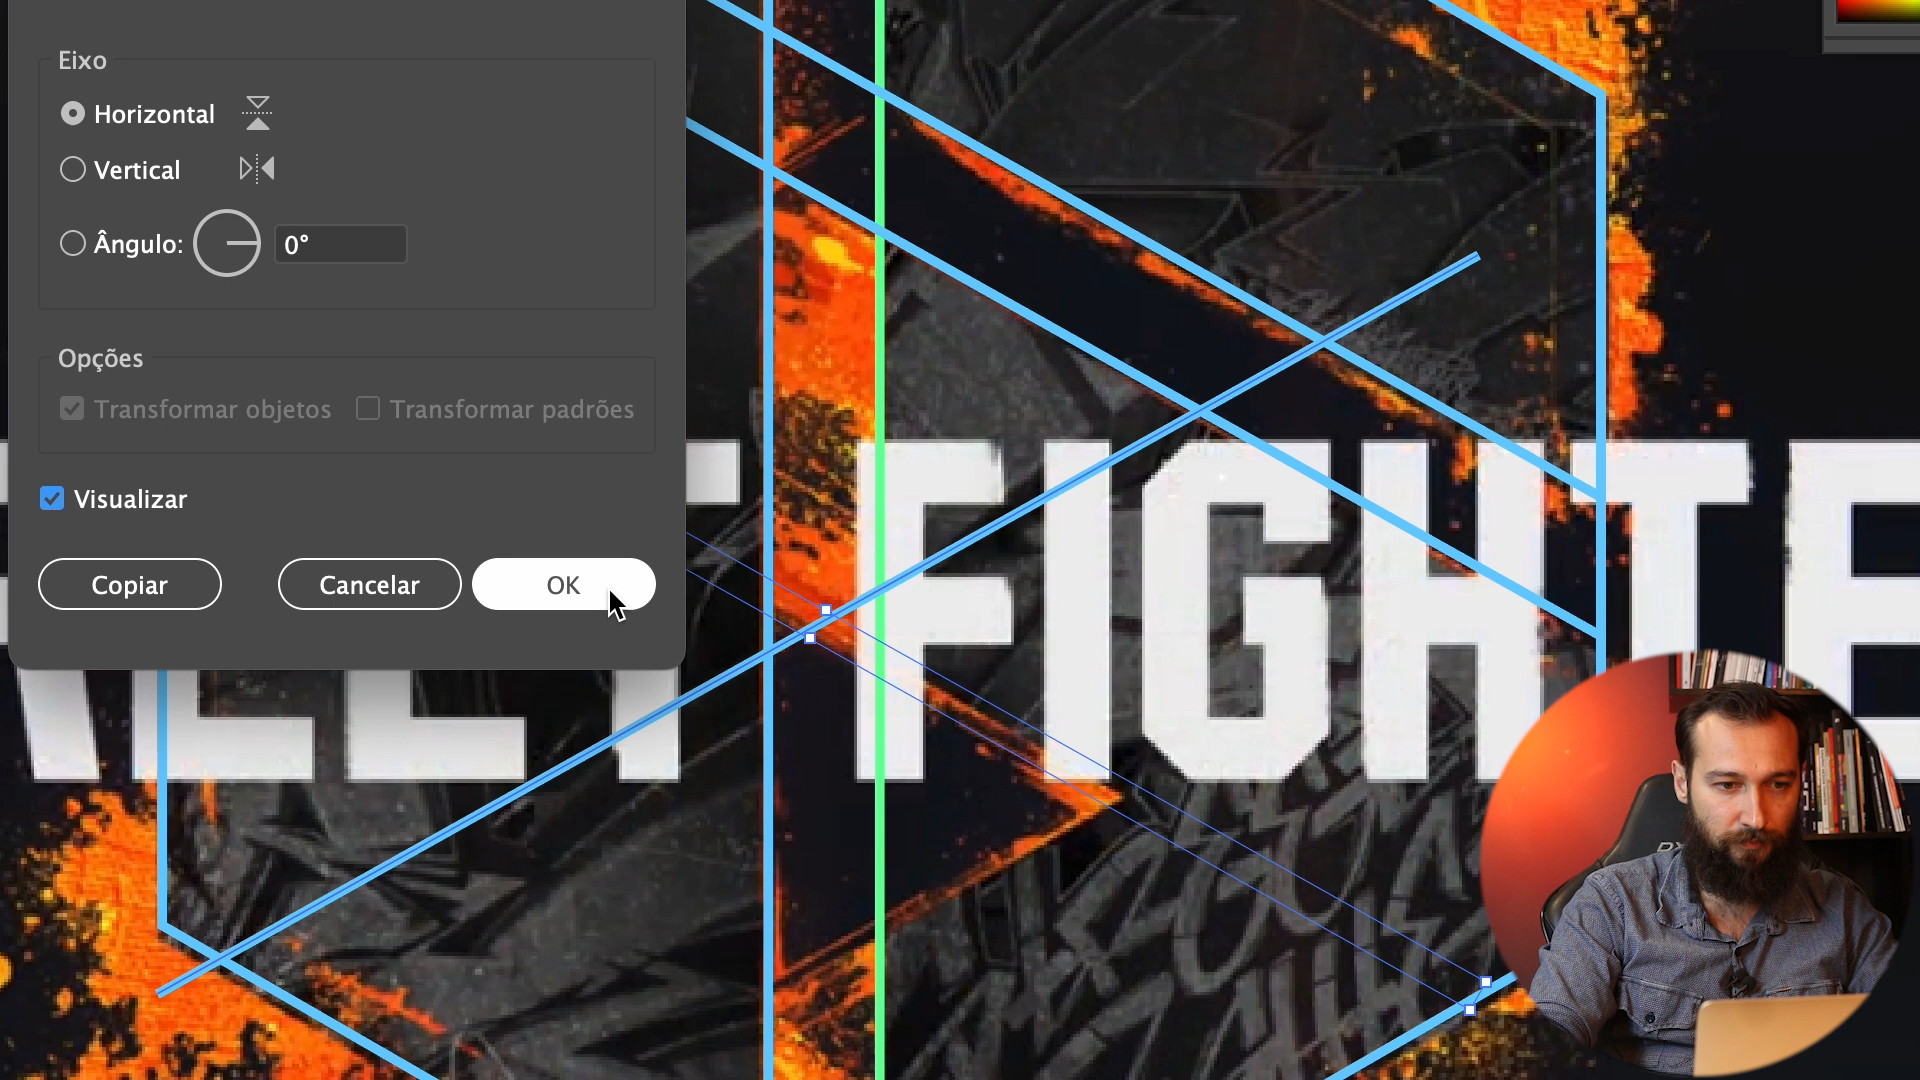 Eixo
Horizontal
Vertical
Ângulo: 0°
Opções
Transformar objetos Transformar padrões
Visualizar
Copiar Cancelar OK
FIGHTE